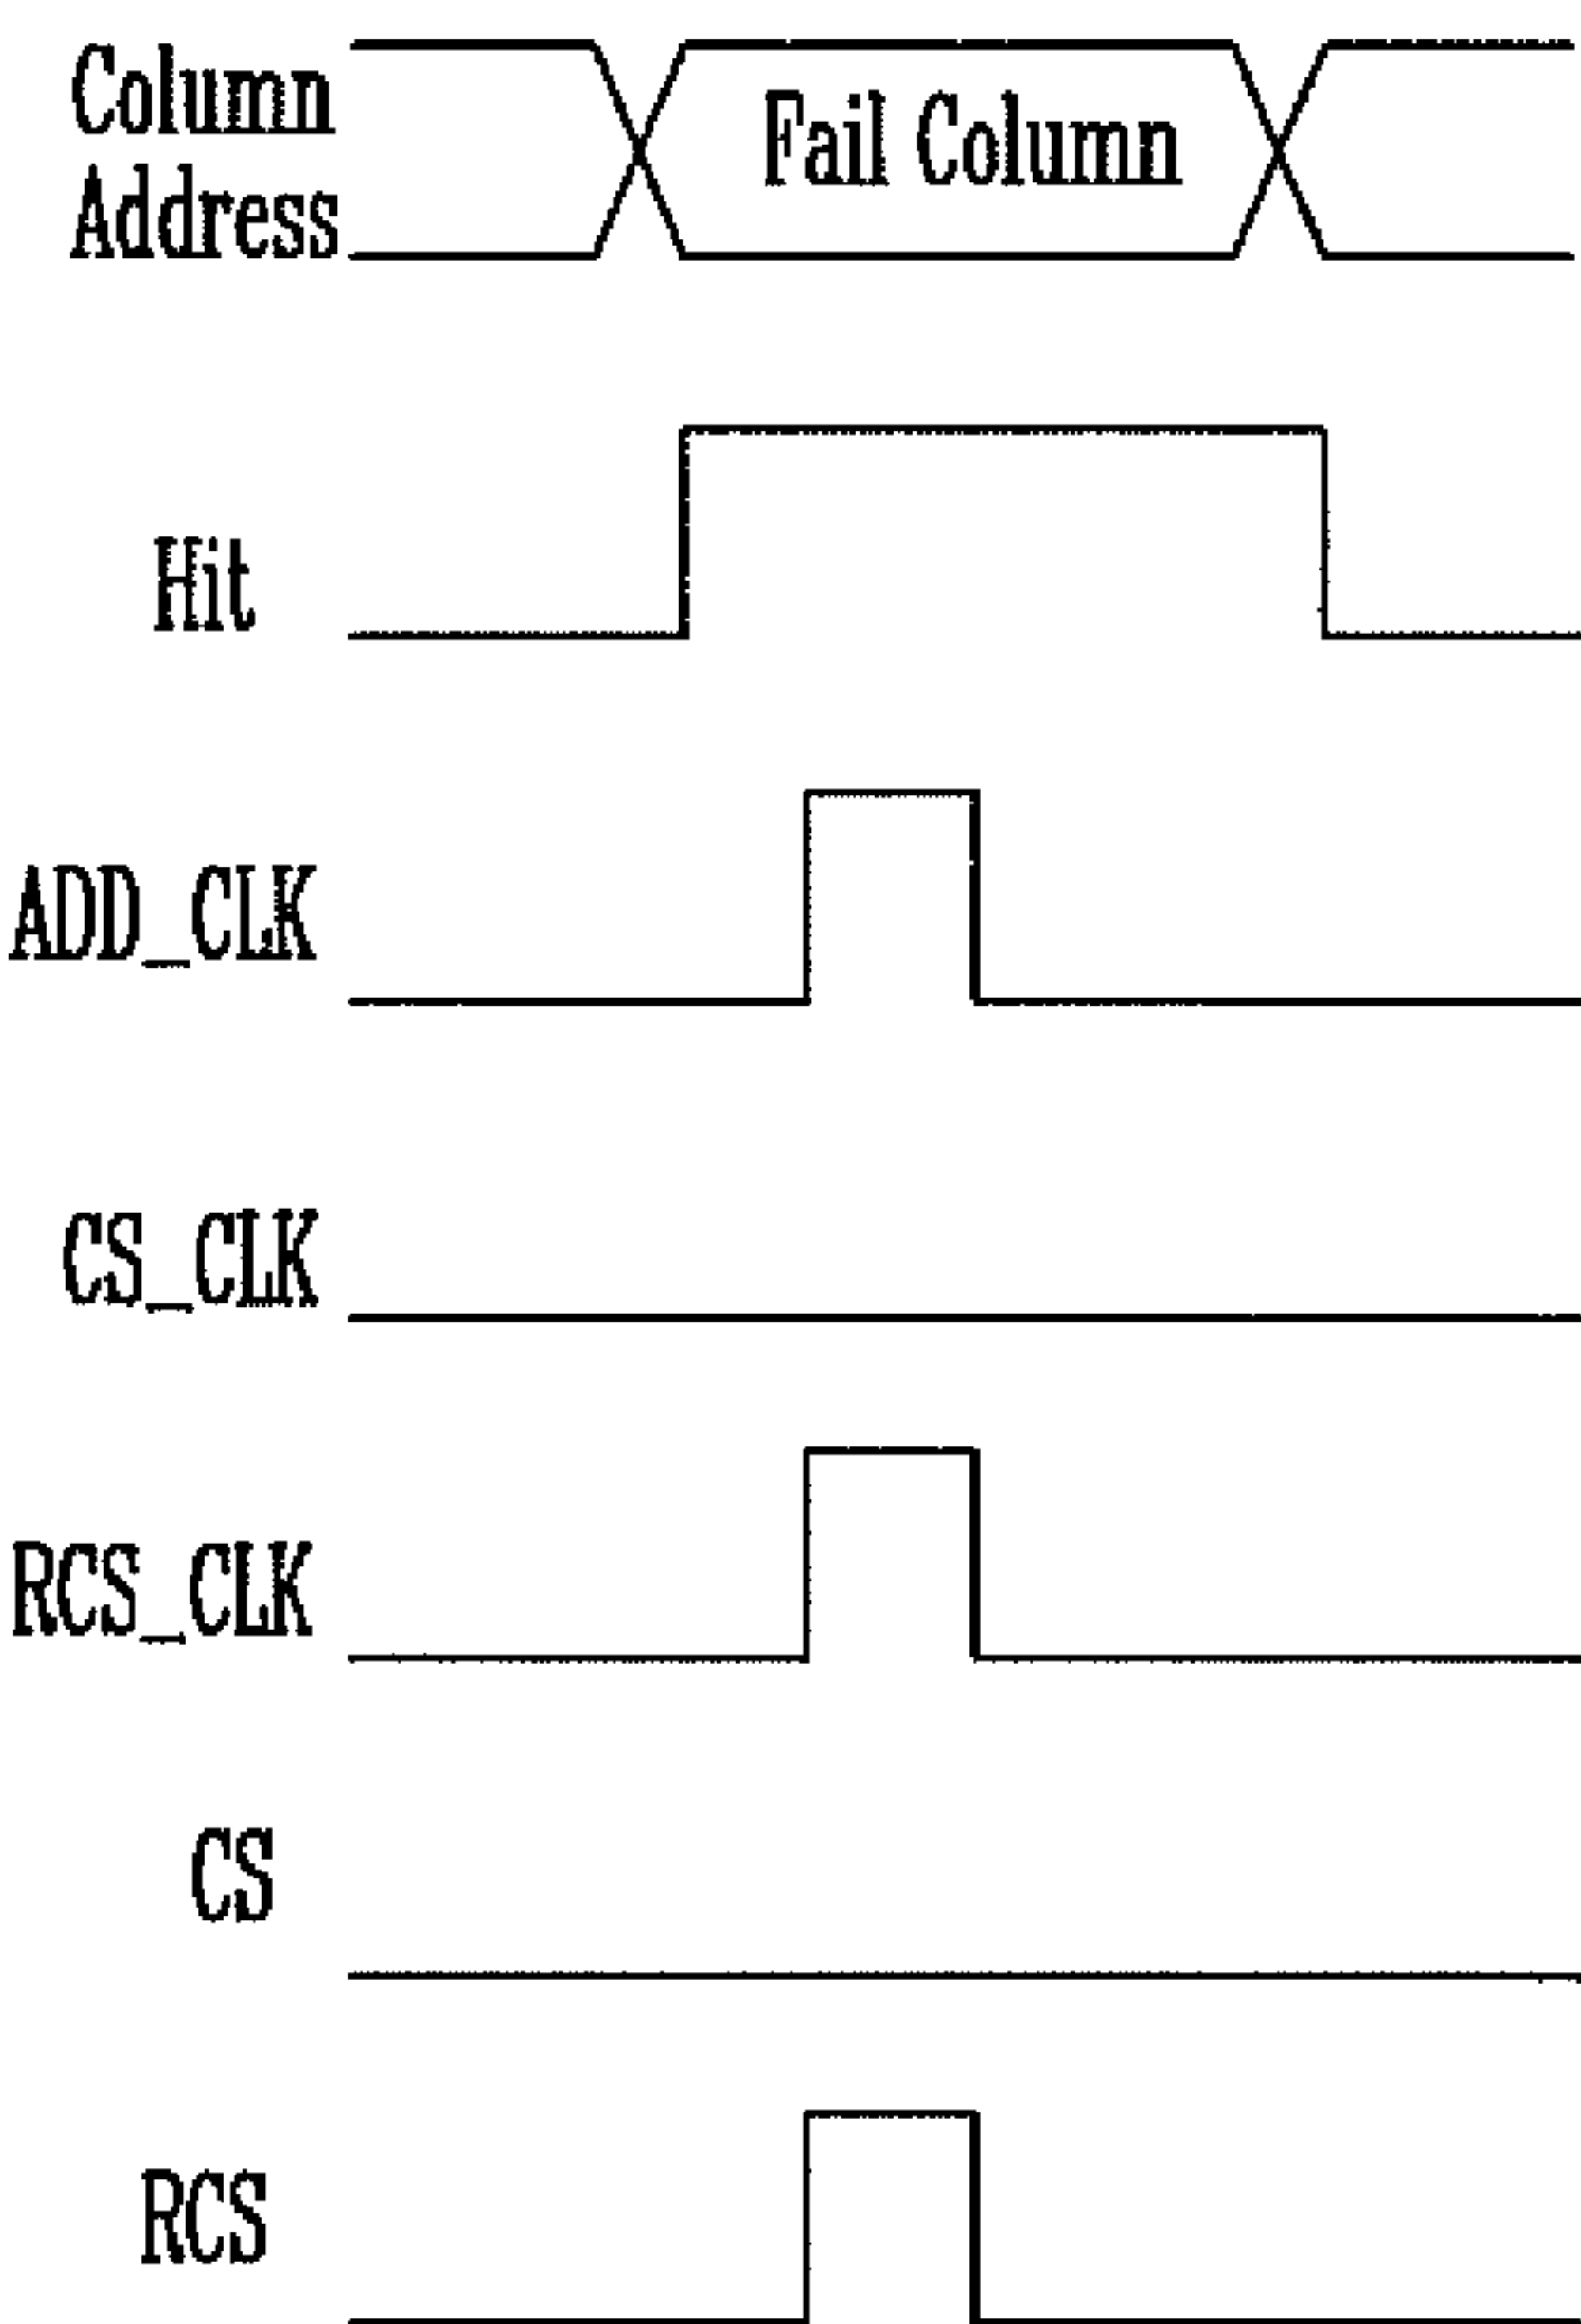 Column
Address
Fail Column
Hit
ADD_CLK
CS_CLK
RCS_CLK
CS
RCS